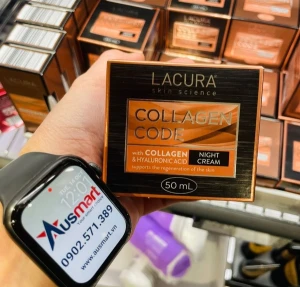 LACURA
skin science
COLLAGEN
CODE
with COLLAGEN
& HYALURONIC ACID
NIGHT
CREAM
supports the regeneration of the skin
50 mL
Ausmart
0902.571.389
ausmart.vn
LACURA